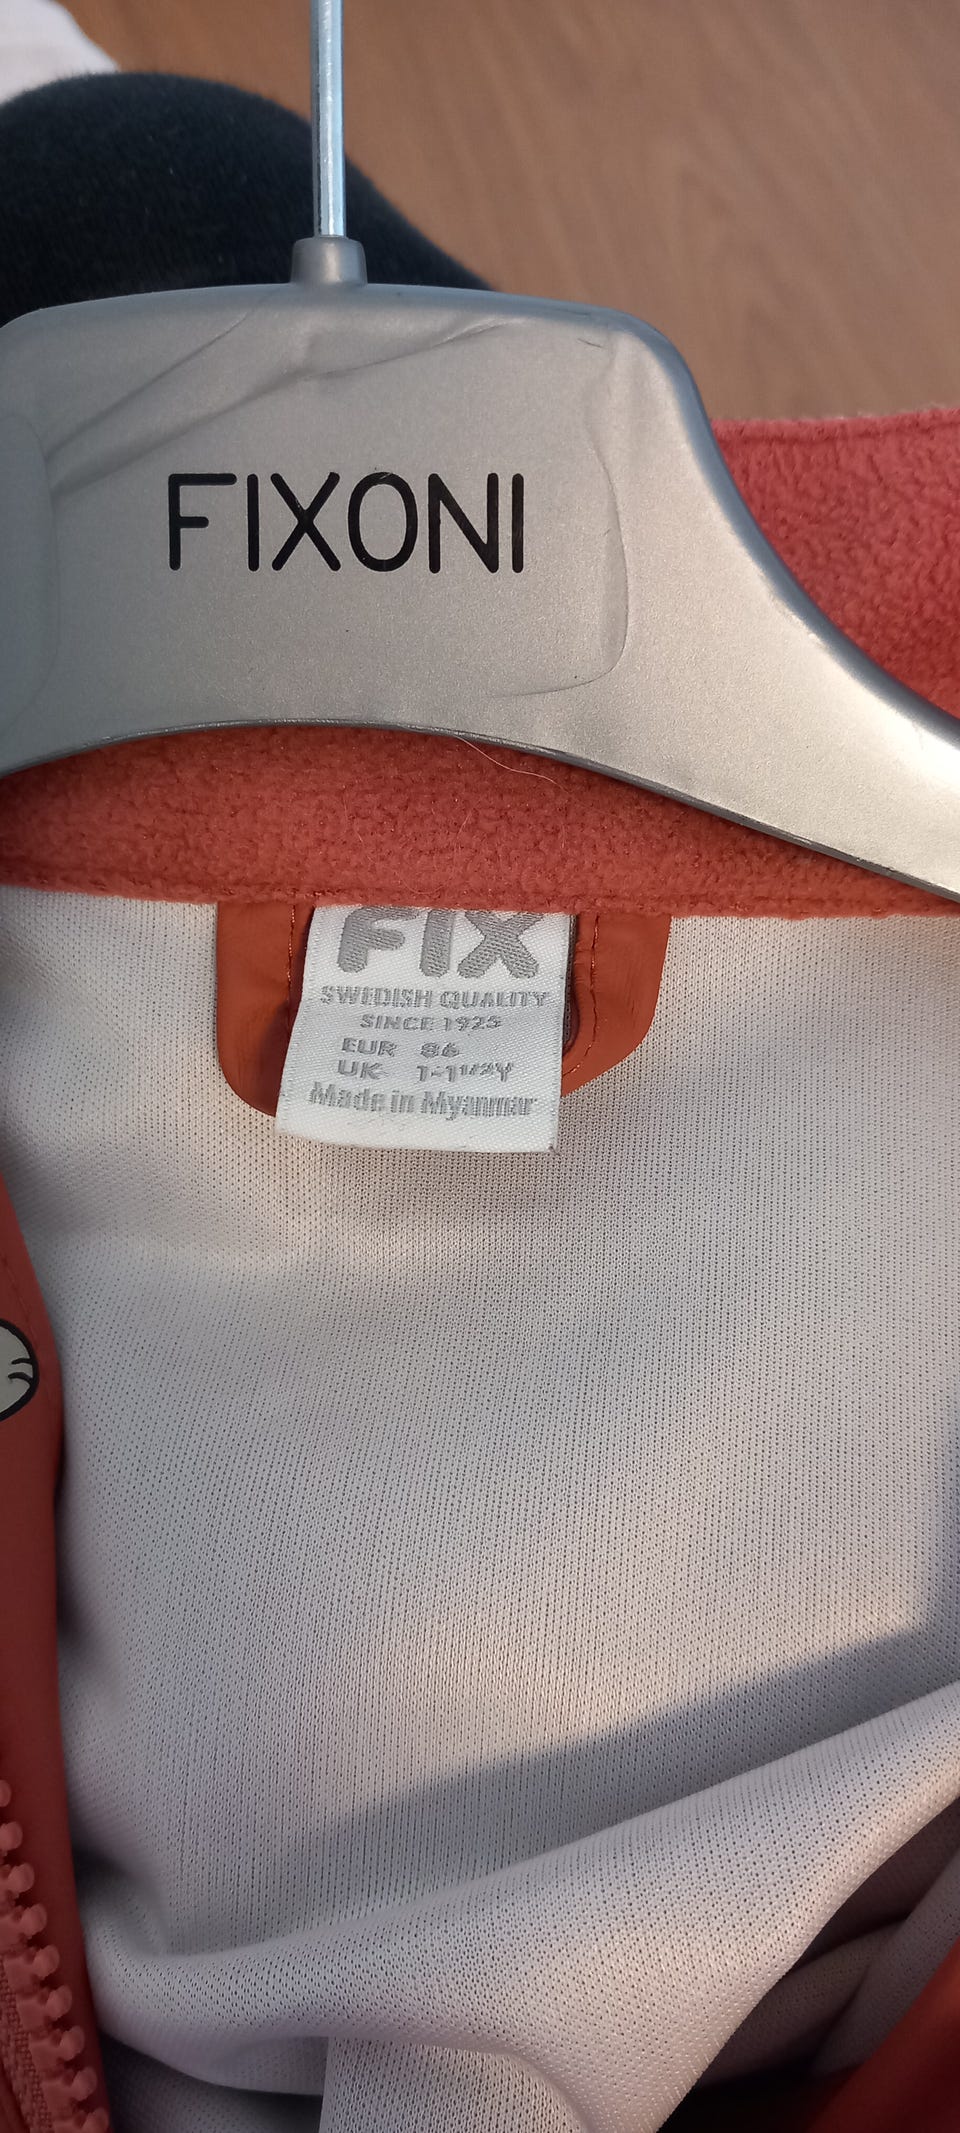 FIXONI
FIX
SWEDISH QUALITY
SINCE 1925
EUR 86
UK 1-1½Y
Made in Myanmar